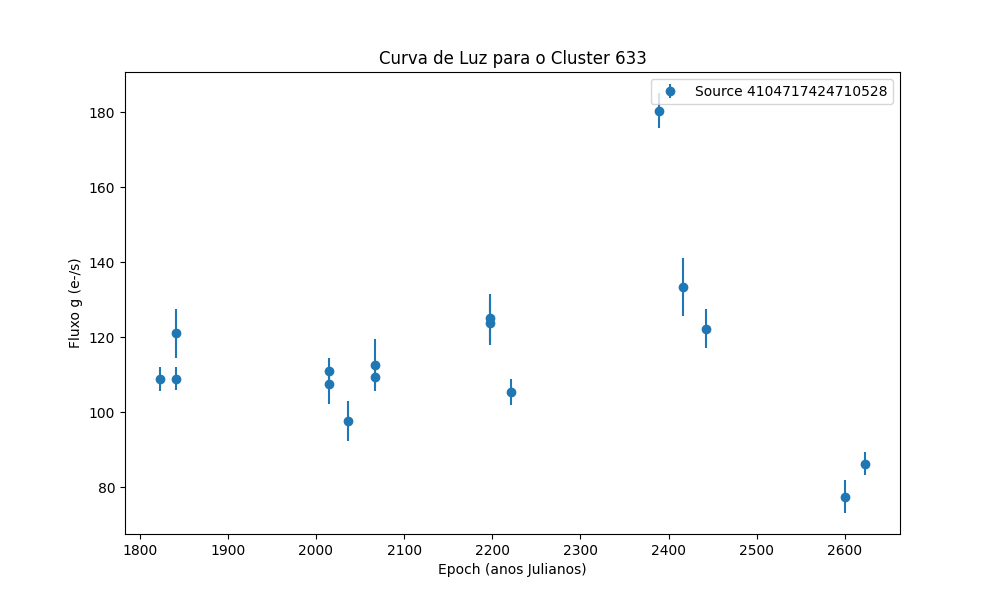 Curva de Luz para o Cluster 633
Source 4104717424710528
Fluxo g (e-/s)
180
160
140
120
100
80
1800 1900 2000 2100 2200 2300 2400 2500 2600
Epoch (anos Julianos)